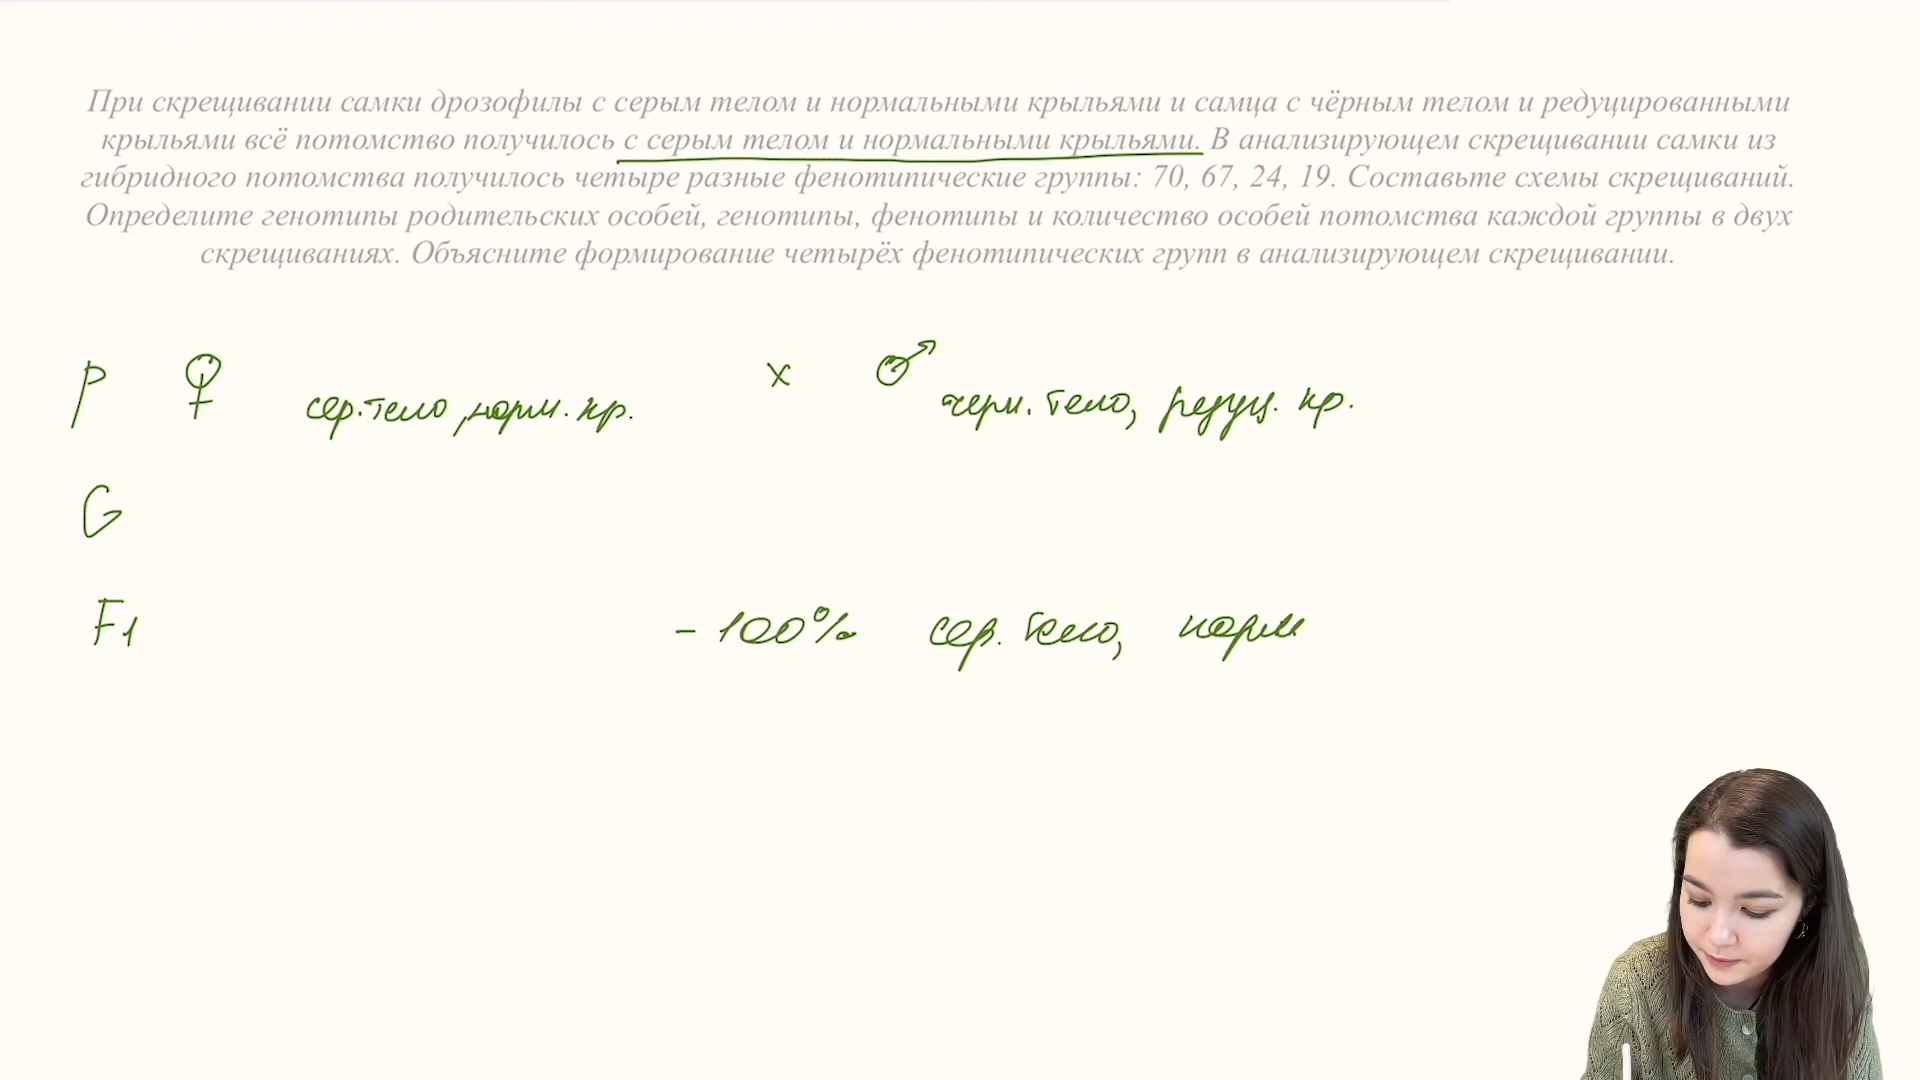 При скрещивании самки дрозофилы с серым телом и нормальными крыльями и самца с чёрным телом и редуцированными
крыльями всё потомство получилось с серым телом и нормальными крыльями. В анализирующем скрещивании самки из
гибридного потомства получилось четыре разные фенотипические группы: 70, 67, 24, 19. Составьте схемы скрещиваний.
Определите генотипы родительских особей, генотипы, фенотипы и количество особей потомства каждой группы в двух
скрещиваниях. Объясните формирование четырёх фенотипических групп в анализирующем скрещивании.
P ♀ сер. тело, норм. кр. x ♂ черн. тело, редуц. кр.
G
F1 - 100% сер. тело, норм